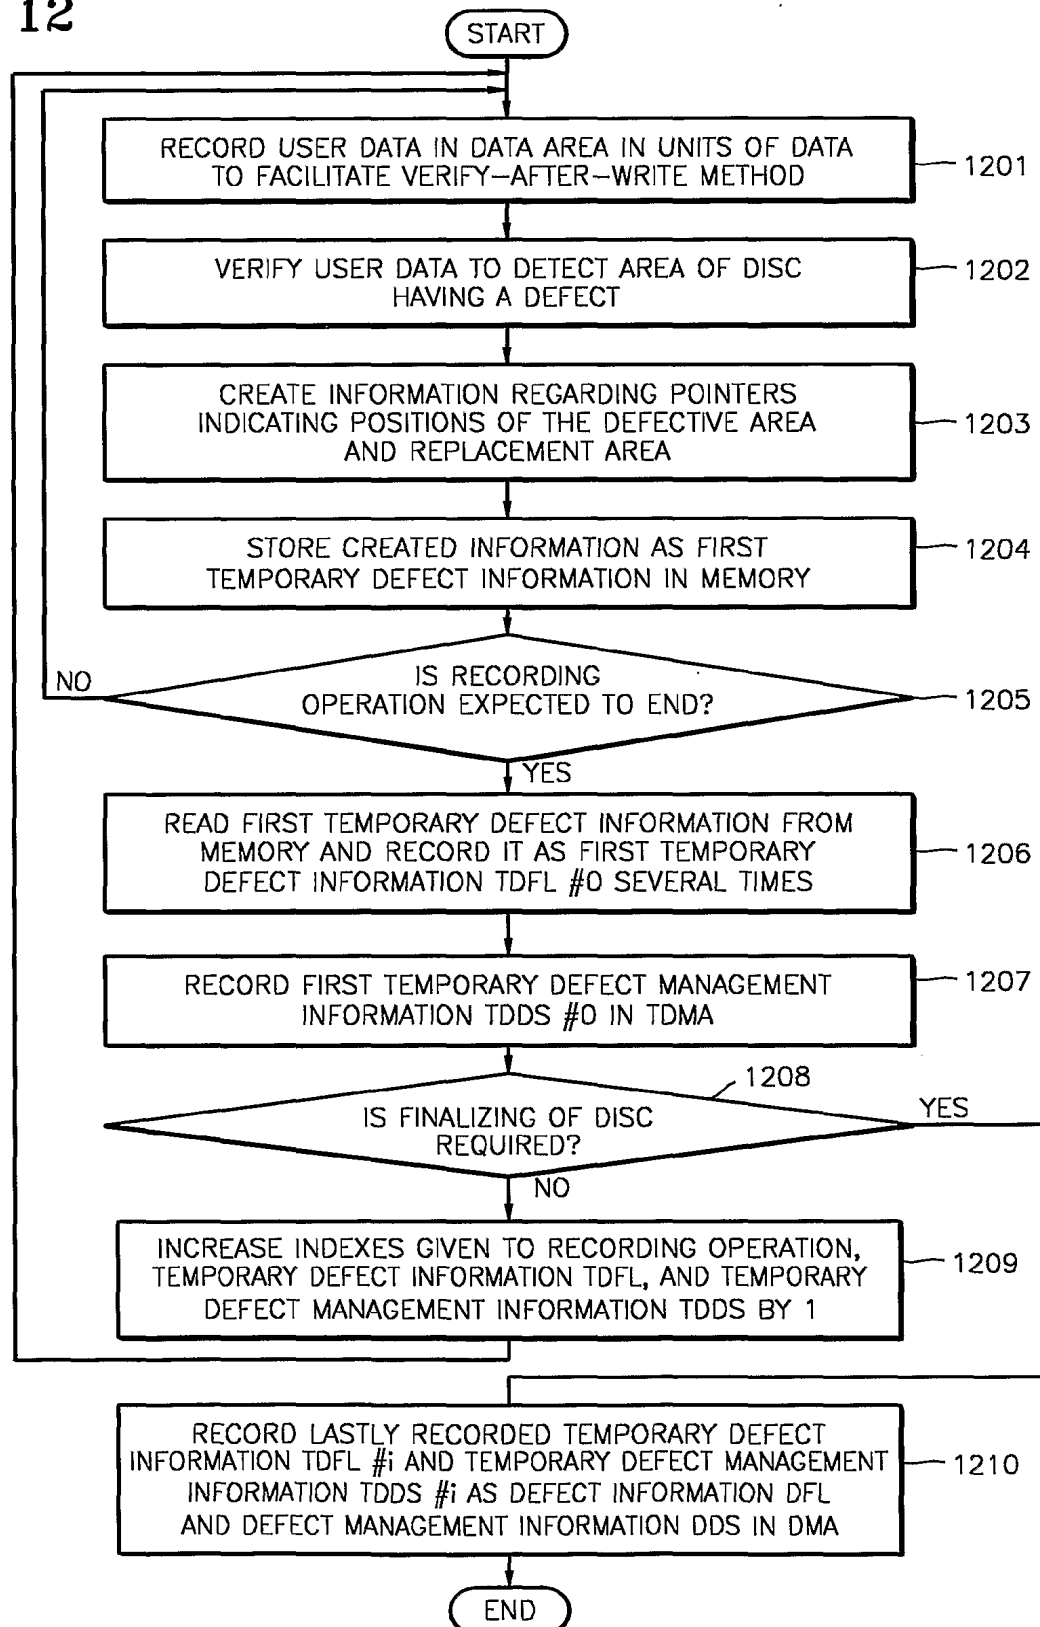 12
START
RECORD USER DATA IN DATA AREA IN UNITS OF DATA
TO FACILITATE VERIFY-AFTER-WRITE METHOD
1201
VERIFY USER DATA TO DETECT AREA OF DISC
HAVING A DEFECT
1202
CREATE INFORMATION REGARDING POINTERS
INDICATING POSITIONS OF THE DEFECTIVE AREA
AND REPLACEMENT AREA
1203
STORE CREATED INFORMATION AS FIRST
TEMPORARY DEFECT INFORMATION IN MEMORY
1204
NO
IS RECORDING
OPERATION EXPECTED TO END?
1205
YES
READ FIRST TEMPORARY DEFECT INFORMATION FROM
MEMORY AND RECORD IT AS FIRST TEMPORARY
DEFECT INFORMATION TDFL #0 SEVERAL TIMES
1206
RECORD FIRST TEMPORARY DEFECT MANAGEMENT
INFORMATION TDDS #0 IN TDMA
1207
1208
IS FINALIZING OF DISC
REQUIRED?
YES
NO
INCREASE INDEXES GIVEN TO RECORDING OPERATION,
TEMPORARY DEFECT INFORMATION TDFL, AND TEMPORARY
DEFECT MANAGEMENT INFORMATION TDDS BY 1
1209
RECORD LASTLY RECORDED TEMPORARY DEFECT
INFORMATION TDFL #i AND TEMPORARY DEFECT MANAGEMENT
INFORMATION TDDS #i AS DEFECT INFORMATION DFL
AND DEFECT MANAGEMENT INFORMATION DDS IN DMA
1210
END